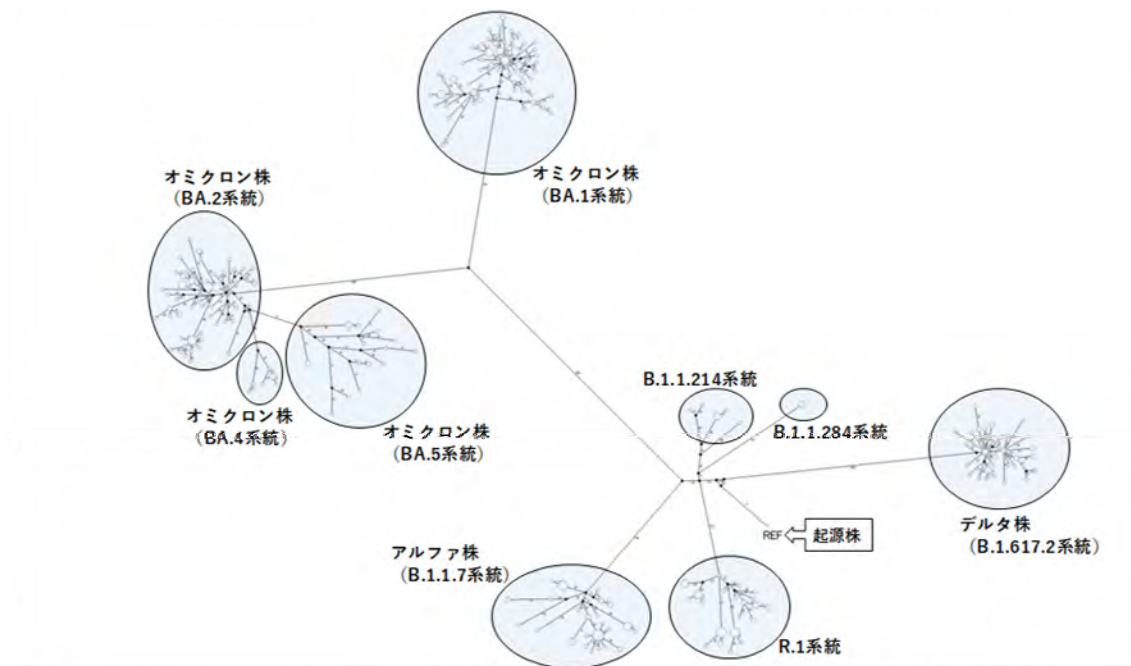 オミクロン株
(BA.1系統)
オミクロン株
(BA.2系統)
オミクロン株
(BA.4系統)
オミクロン株
(BA.5系統)
B.1.1.214系統
B.1.1.284系統
デルタ株
(B.1.617.2系統)
REF
起源株
アルファ株
(B.1.1.7系統)
R.1系統